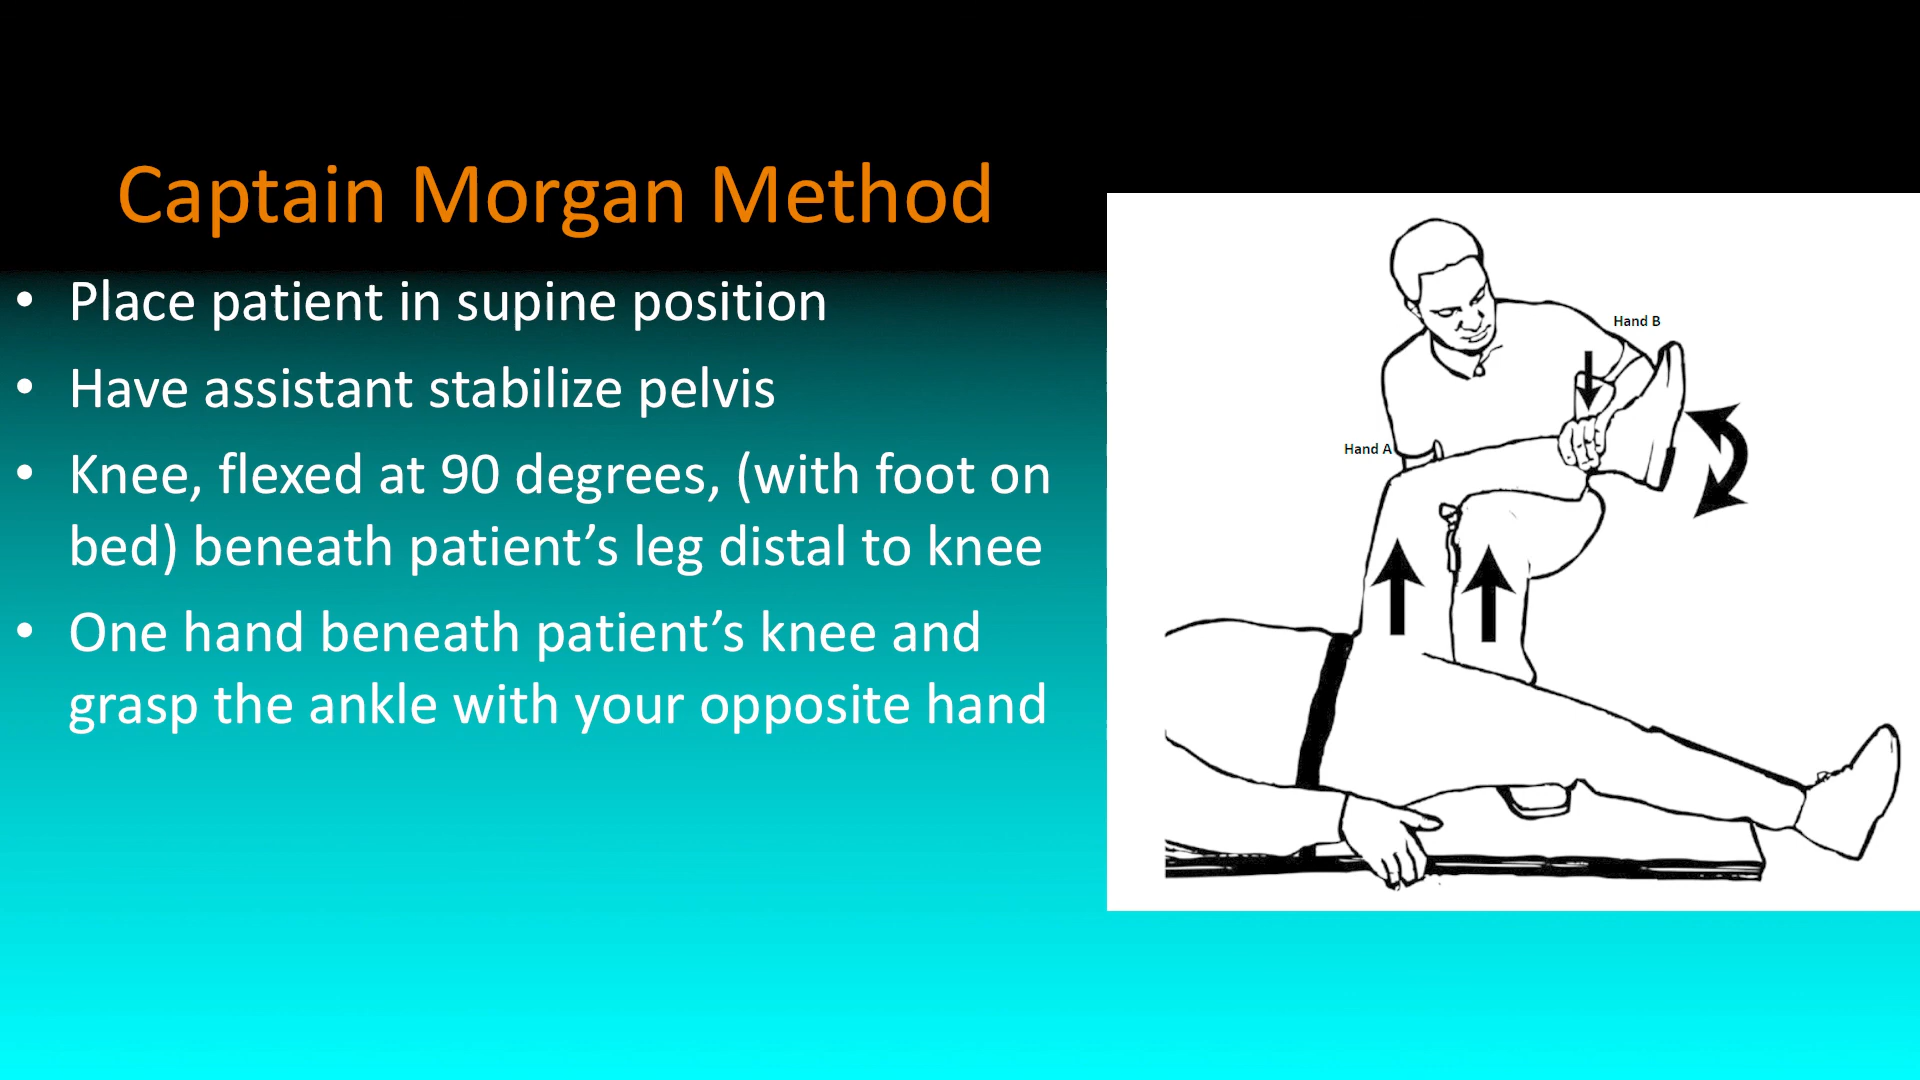 Captain Morgan Method
• Place patient in supine position
• Have assistant stabilize pelvis
• Knee, flexed at 90 degrees, (with foot on
bed) beneath patient’s leg distal to knee
• One hand beneath patient’s knee and
grasp the ankle with your opposite hand
Hand B
Hand A